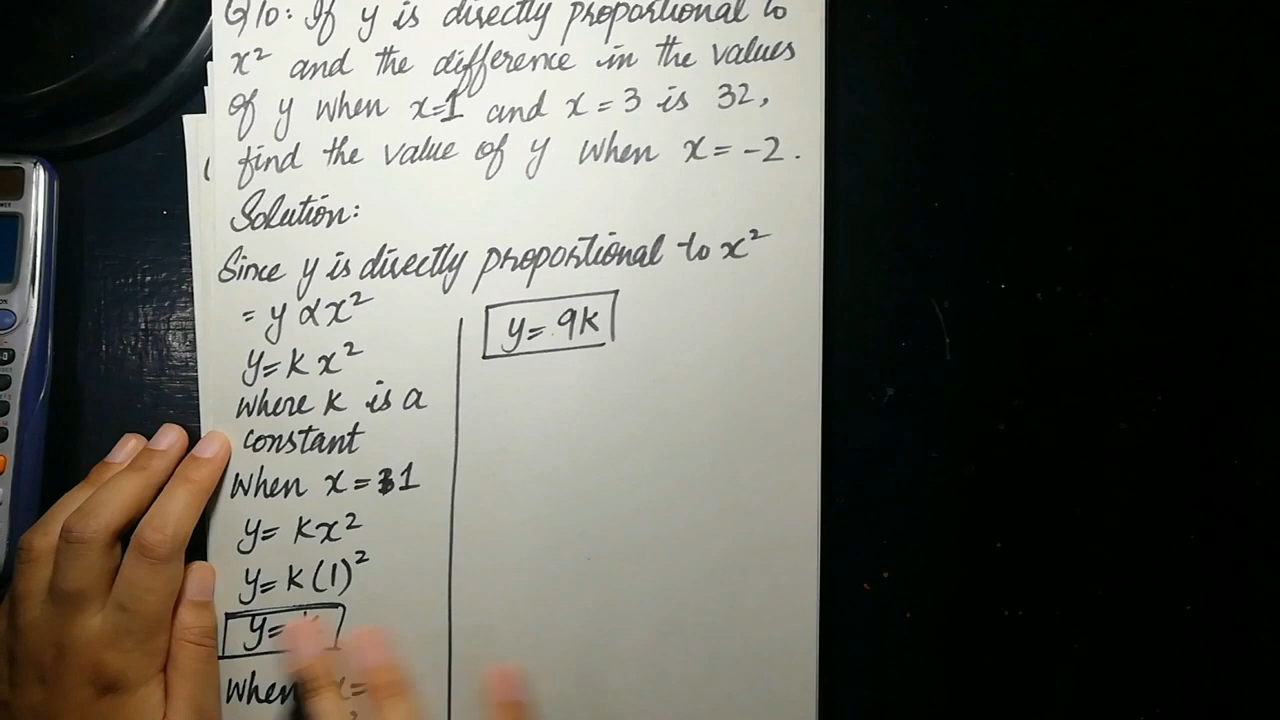 Q10: If y is directly proportional to
x² and the difference in the values
of y when x=1 and x = 3 is 32,
find the value of y when x = -2.
Solution:
Since y is directly proportional to x²
= y ∝ x²
y= k x²
where k is a
constant
when x = 1
y= kx²
y= k(1)²
y=
when x=
y= 9k